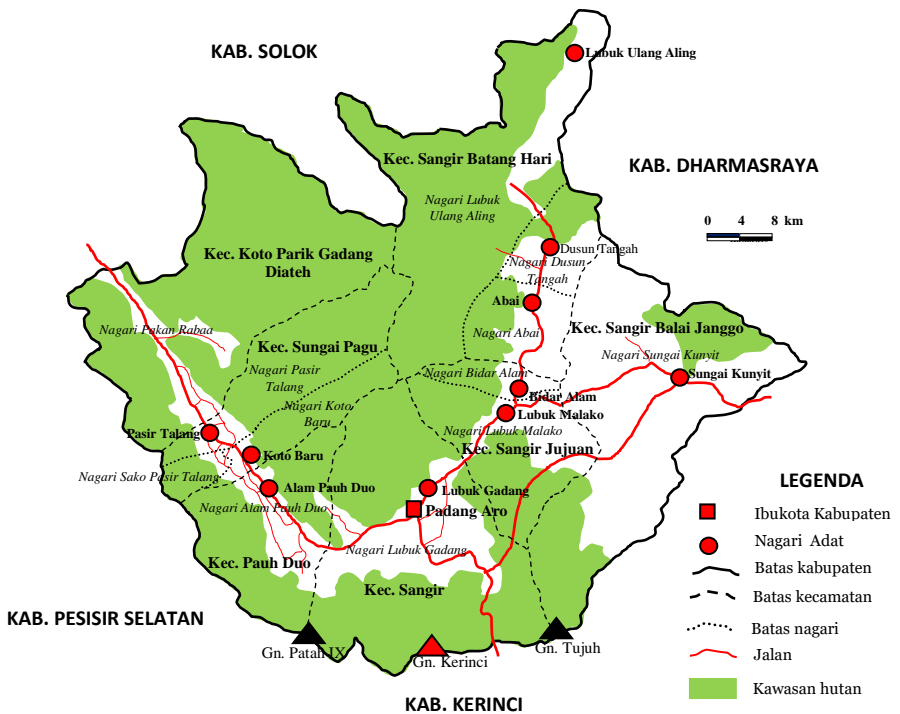 KAB. SOLOK
Lubuk Ulang Aling
Kec. Sangir Batang Hari
KAB. DHARMASRAYA
Nagari Lubuk
Ulang Aling
0 4 8 km
Kec. Koto Parik Gadang
Diateh
Dusun Tangah
Nagari Dusun
Tangah
Abai
Nagari Pakan Rabaa
Kec. Sangir Balai Janggo
Nagari Abai
Kec. Sungai Pagu
Nagari Sungai Kunyit
Nagari Pasir
Talang
Nagari Bidar Alam
Sungai Kunyit
Bidar Alam
Nagari Koto
Baru
Lubuk Malako
Pasir Talang
Nagari Lubuk Malako
Koto Baru
Kec. Sangir Jujuan
Nagari Sako Pasir Talang
Alam Pauh Duo
Lubuk Gadang
Nagari Alam Pauh Duo
Padang Aro
Nagari Lubuk Gadang
Kec. Pauh Duo
Kec. Sangir
KAB. PESISIR SELATAN
Gn. Patah IX
Gn. Kerinci
Gn. Tujuh
KAB. KERINCI
LEGENDA
Ibukota Kabupaten
Nagari Adat
Batas kabupaten
Batas kecamatan
Batas nagari
Jalan
Kawasan hutan